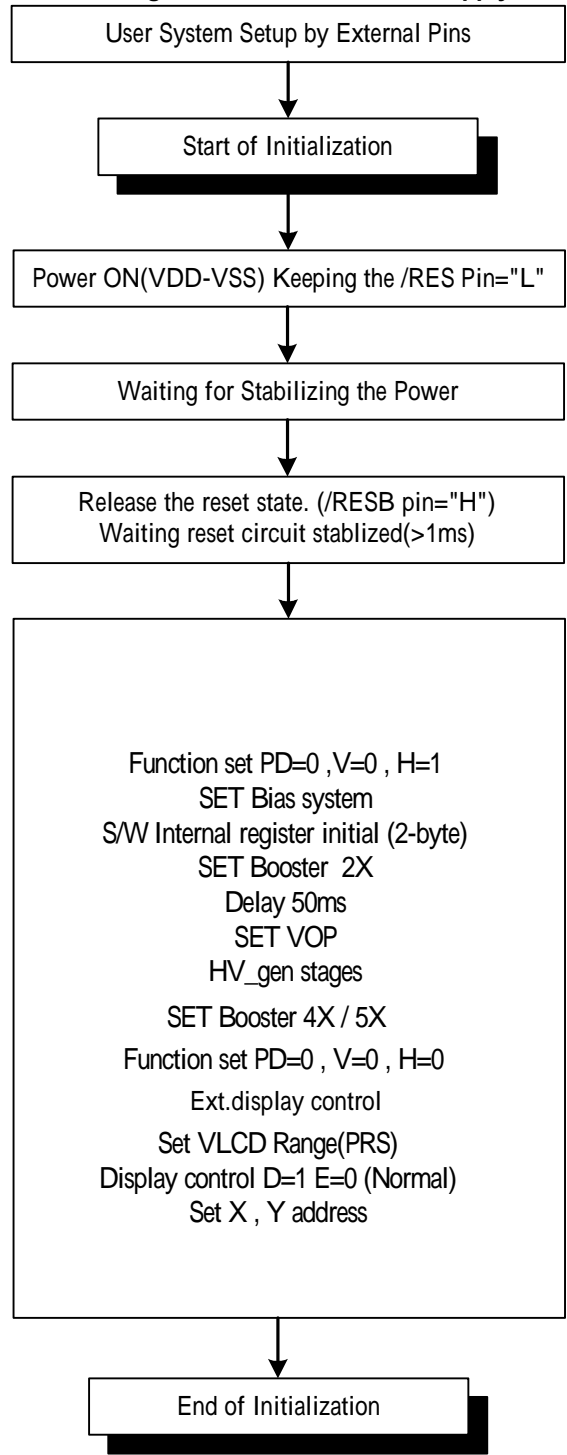 User System Setup by External Pins
Start of Initialization
Power ON(VDD-VSS) Keeping the /RES Pin="L"
Waiting for Stabilizing the Power
Release the reset state. (/RESB pin="H")
Waiting reset circuit stablized(>1ms)
Function set PD=0 ,V=0 , H=1
SET Bias system
S/W Internal register initial (2-byte)
SET Booster 2X
Delay 50ms
SET VOP
HV_gen stages
SET Booster 4X / 5X
Function set PD=0 , V=0 , H=0
Ext.display control
Set VLCD Range(PRS)
Display control D=1 E=0 (Normal)
Set X , Y address
End of Initialization